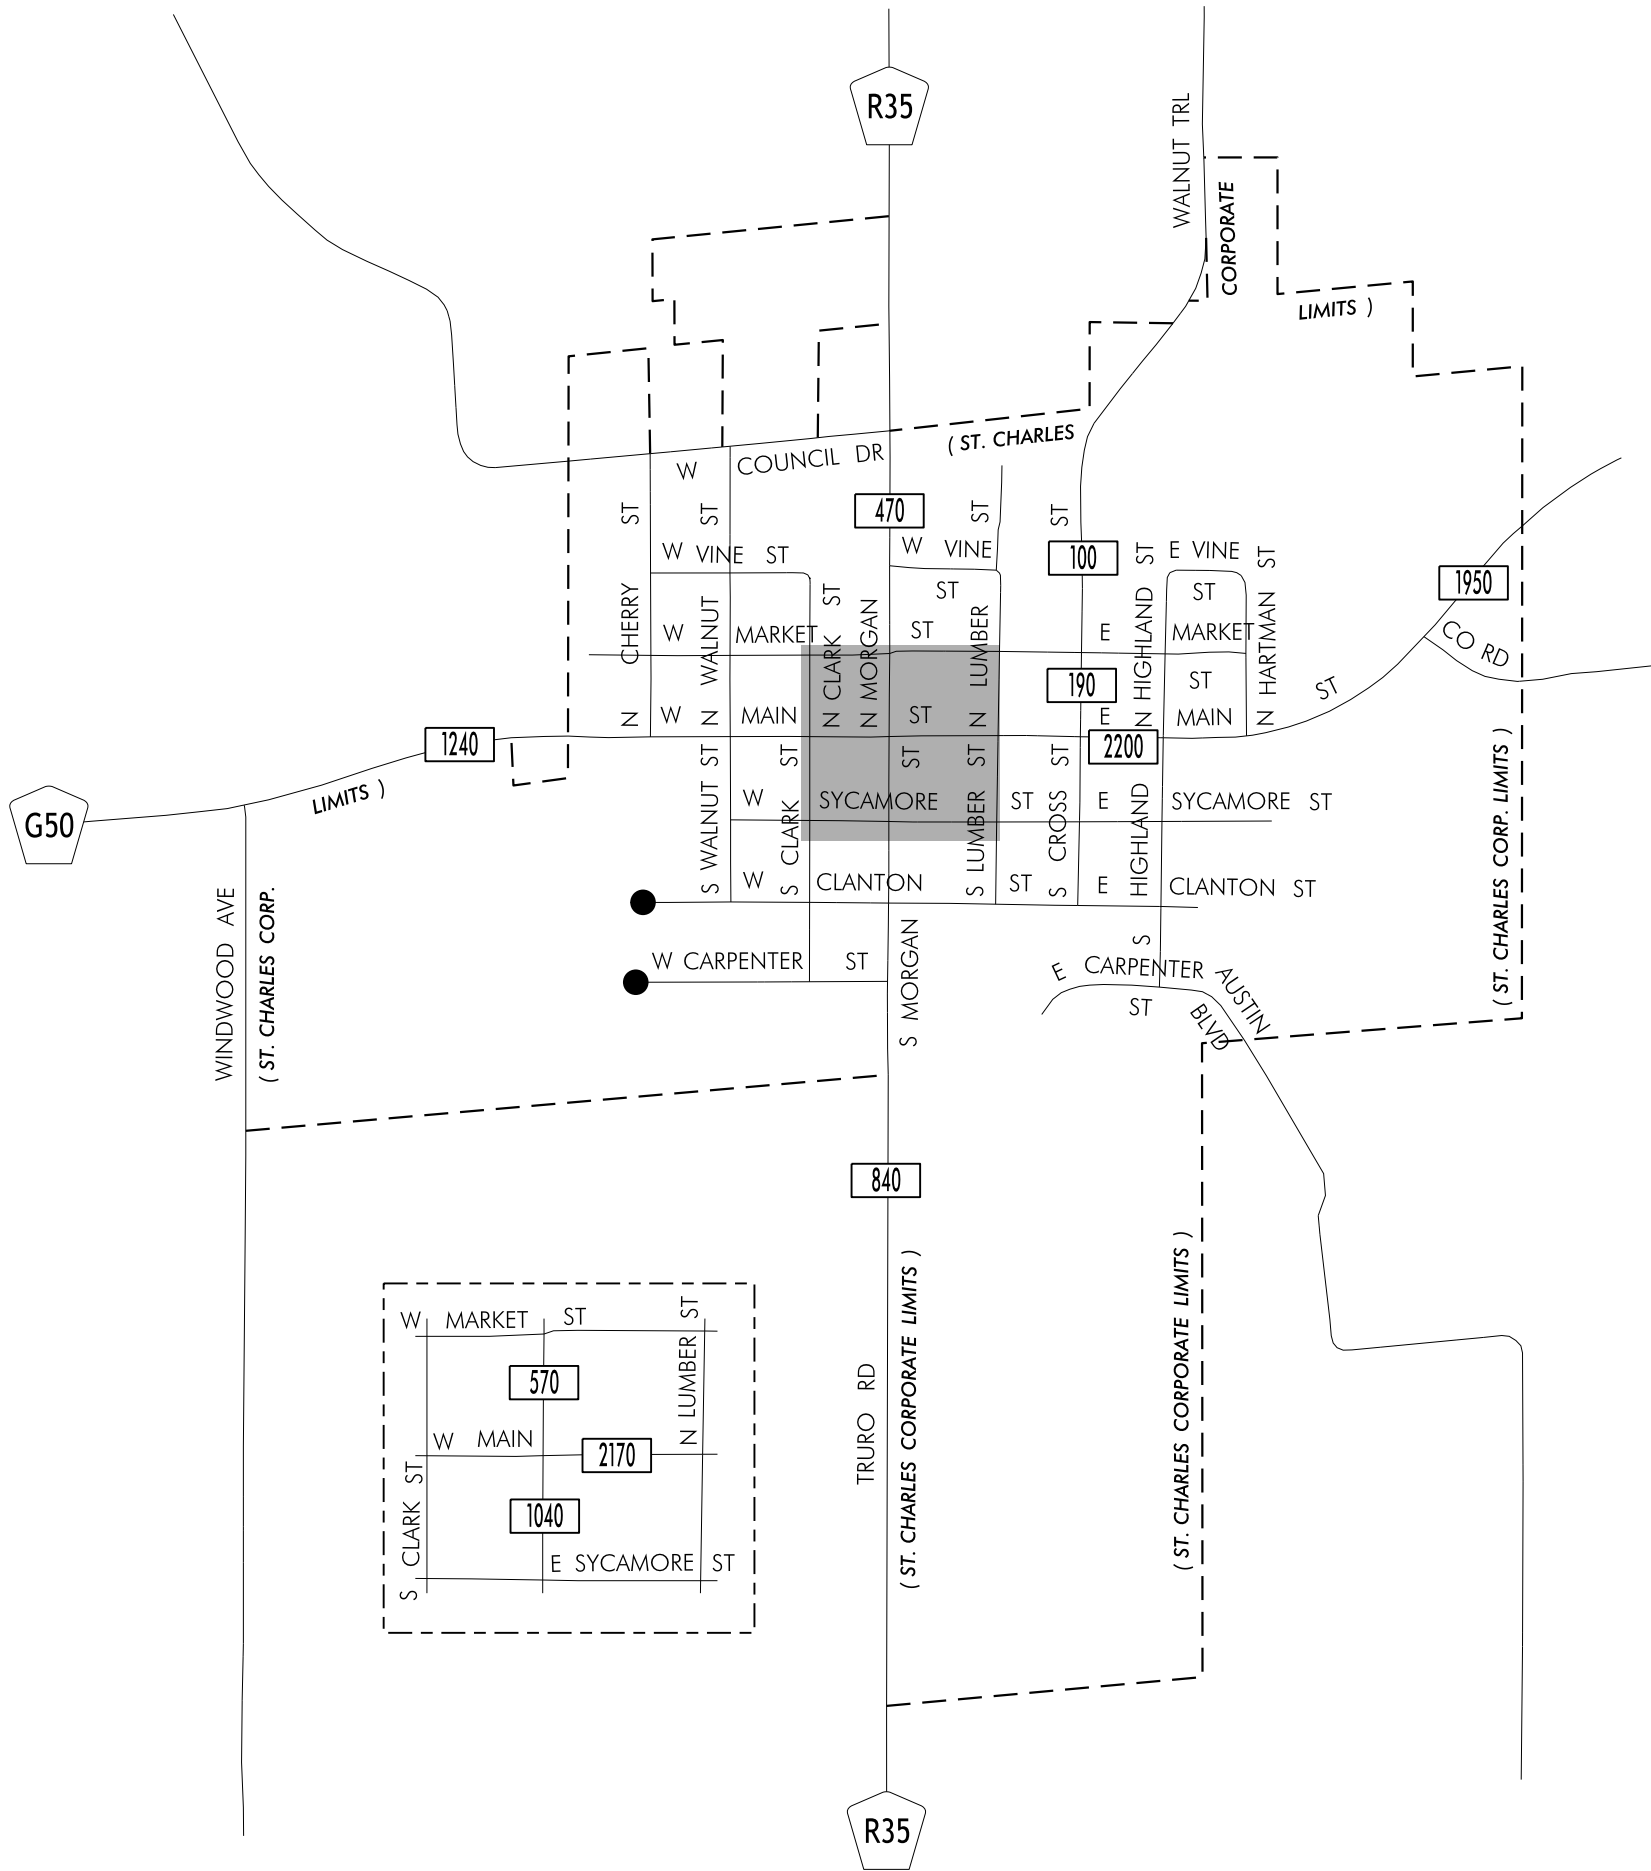 R35
WALNUT TRL
CORPORATE
LIMITS )
( ST. CHARLES
W COUNCIL DR
470
CHERRY ST
N
N WALNUT ST
N CLARK ST
N MORGAN
N LUMBER ST
ST
100
N HIGHLAND ST
N HARTMAN ST
W VINE ST
W VINE
ST
E VINE
ST
1950
CO RD
W MARKET ST
E MARKET
ST
190
W MAIN ST
E MAIN
ST
2200
1240
LIMITS )
G50
S WALNUT ST
S CLARK ST
ST
S LUMBER ST
S CROSS ST
S HIGHLAND
W SYCAMORE ST
E SYCAMORE ST
W CLANTON ST
E CLANTON ST
( ST. CHARLES CORP. LIMITS )
WINDWOOD AVE
( ST. CHARLES CORP.
W CARPENTER ST
S MORGAN
E CARPENTER
ST
AUSTIN
BLVD
840
TRURO RD
( ST. CHARLES CORPORATE LIMITS )
( ST. CHARLES CORPORATE LIMITS )
W MARKET ST
570
N LUMBER ST
W MAIN
2170
S CLARK ST
1040
E SYCAMORE ST
R35